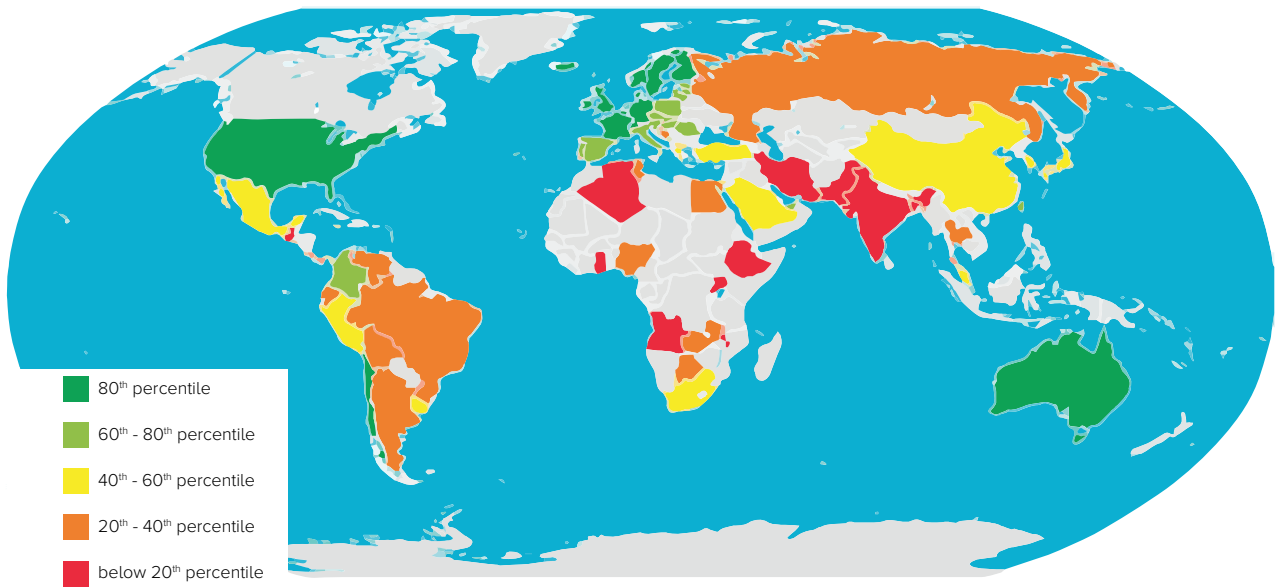 80th percentile
60th - 80th percentile
40th - 60th percentile
20th - 40th percentile
below 20th percentile